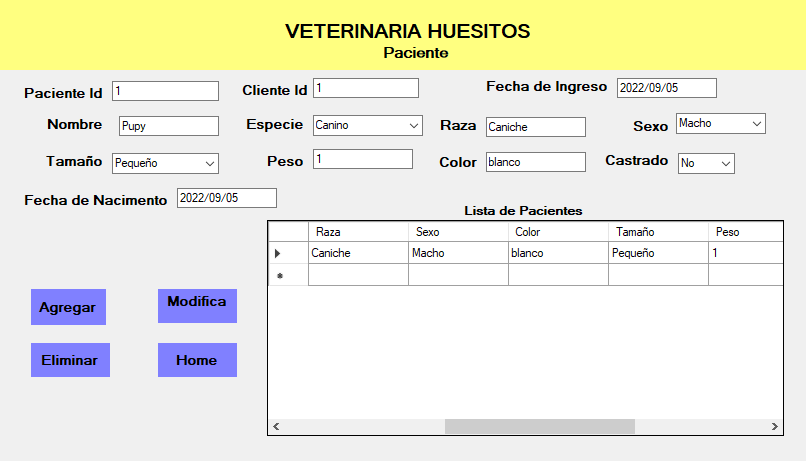 VETERINARIA HUESITOS
Paciente
Paciente Id 1 Cliente Id 1 Fecha de Ingreso 2022/09/05
Nombre Pupy Especie Canino Raza Caniche Sexo Macho
Tamaño Pequeño Peso 1 Color blanco Castrado No
Fecha de Nacimento 2022/09/05
Lista de Pacientes
Raza Sexo Color Tamaño Peso
Caniche Macho blanco Pequeño 1
Agregar Modifica
Eliminar Home